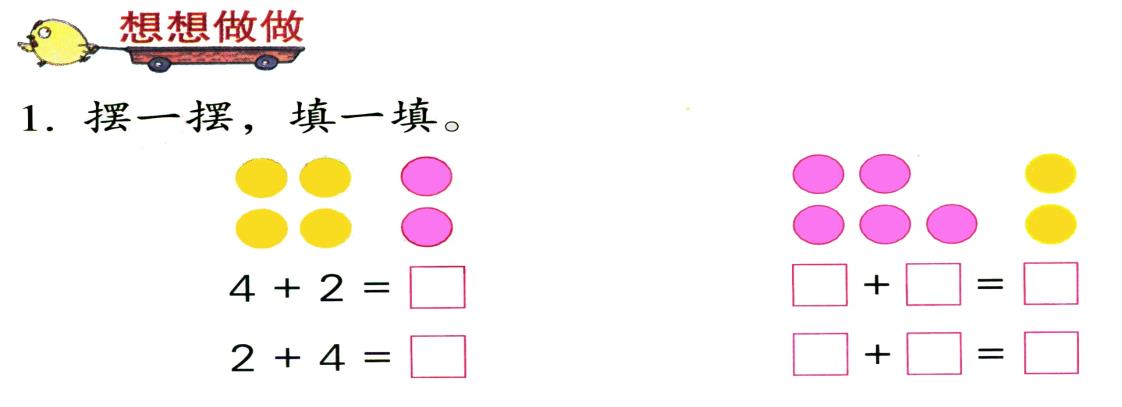 想想做做
1. 摆一摆，填一填。
4 + 2 = □
□ + □ = □
2 + 4 = □
□ + □ = □